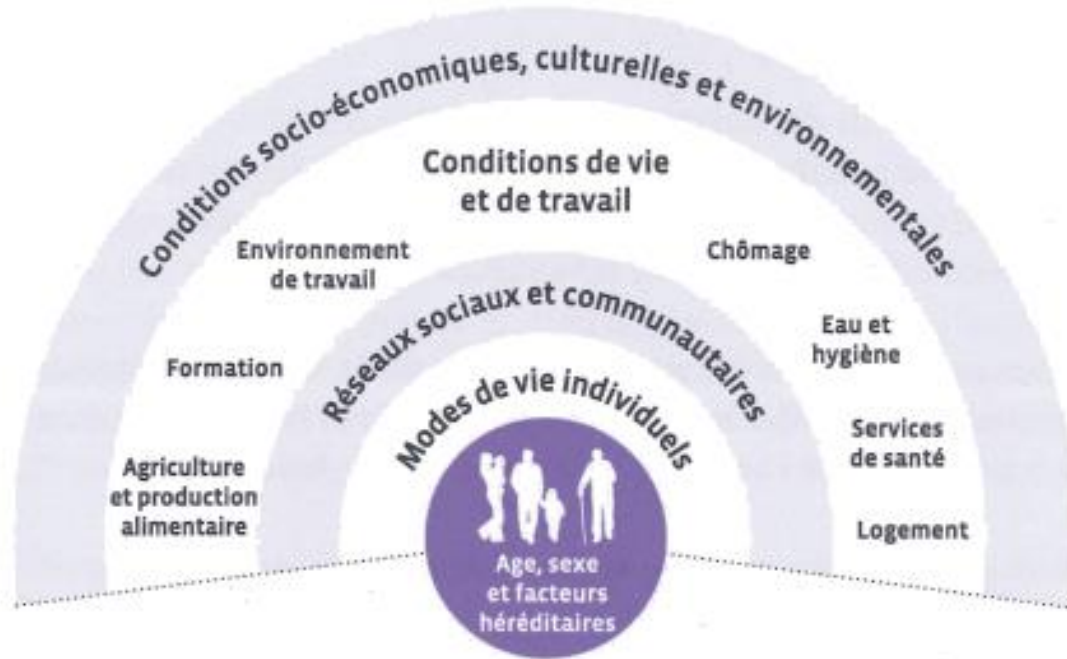 Conditions socio-économiques, culturelles et environnementales
Conditions de vie
et de travail
Environnement
de travail
Chômage
Réseaux sociaux et communautaires
Eau et
hygiène
Formation
Modes de vie individuels
Services
de santé
Agriculture
et production
alimentaire
Logement
Age, sexe
et facteurs
héréditaires